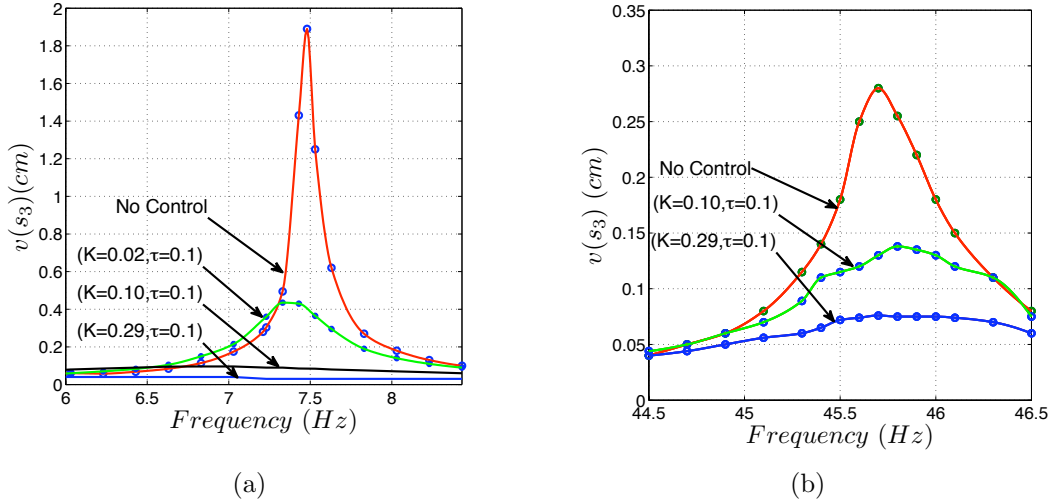 2
1.8
1.6
1.4
1.2
1
0.8
0.6
0.4
0.2
0
v(s₃)(cm)
No Control
(K=0.02,τ=0.1)
(K=0.10,τ=0.1)
(K=0.29,τ=0.1)
6 6.5 7 7.5 8
Frequency (Hz)
(a)
0.35
0.3
0.25
0.2
0.15
0.1
0.05
0
v(s₃) (cm)
No Control
(K=0.10,τ=0.1)
(K=0.29,τ=0.1)
44.5 45 45.5 46 46.5
Frequency (Hz)
(b)